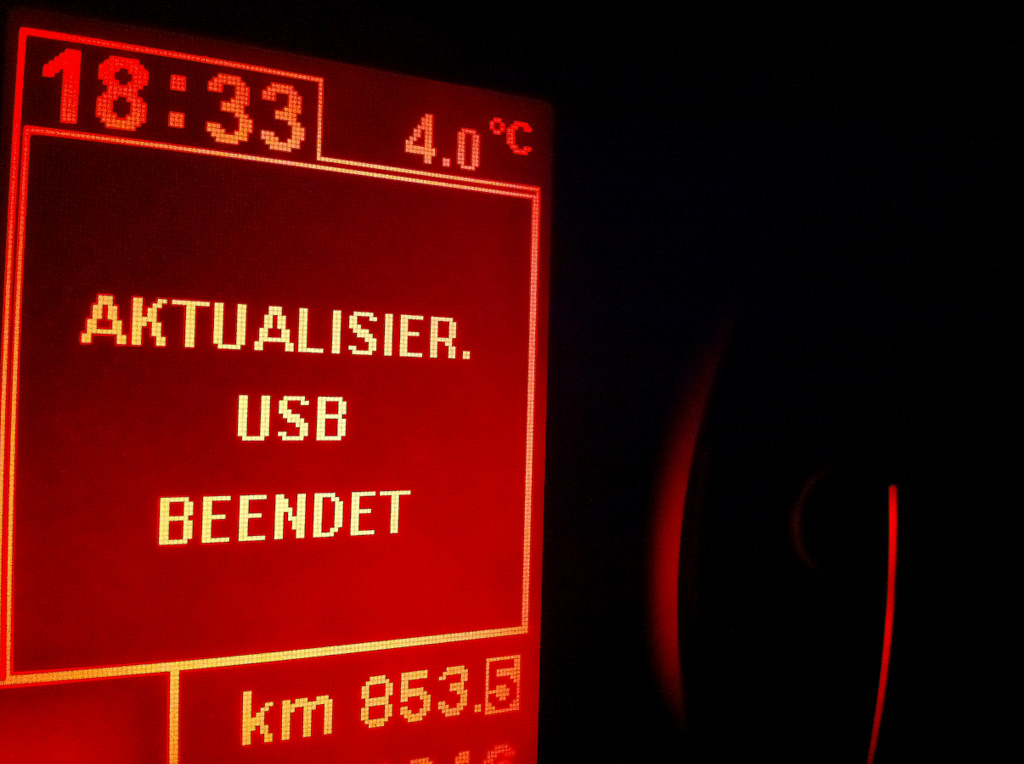 18:33 4.0 °C
AKTUALISIER.
USB
BEENDET
km 853.5